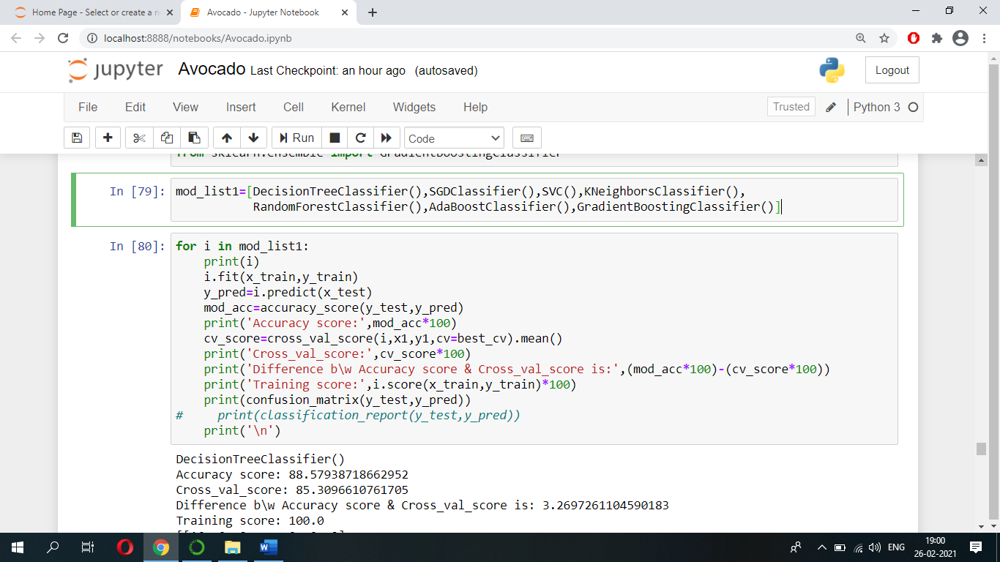 Home Page - Select or create a n
Avocado - Jupyter Notebook
localhost:8888/notebooks/Avocado.ipynb
jupyter Avocado Last Checkpoint: an hour ago (autosaved)
Logout
File Edit View Insert Cell Kernel Widgets Help
Trusted
Python 3
Run
Code
from sklearn.ensemble import GradientBoostingClassifier
In [79]: mod_list1=[DecisionTreeClassifier(),SGDClassifier(),SVC(),KNeighborsClassifier(),
RandomForestClassifier(),AdaBoostClassifier(),GradientBoostingClassifier()]
In [80]: for i in mod_list1:
print(i)
i.fit(x_train,y_train)
y_pred=i.predict(x_test)
mod_acc=accuracy_score(y_test,y_pred)
print('Accuracy score:',mod_acc*100)
cv_score=cross_val_score(i,x1,y1,cv=best_cv).mean()
print('Cross_val_score:',cv_score*100)
print('Difference b\w Accuracy score & Cross_val_score is:',(mod_acc*100)-(cv_score*100))
print('Training score:',i.score(x_train,y_train)*100)
print(confusion_matrix(y_test,y_pred))
# print(classification_report(y_test,y_pred))
print('\n')
DecisionTreeClassifier()
Accuracy score: 88.57938718662952
Cross_val_score: 85.3096610761705
Difference b\w Accuracy score & Cross_val_score is: 3.2697261104590183
Training score: 100.0
ENG
19:00
26-02-2021